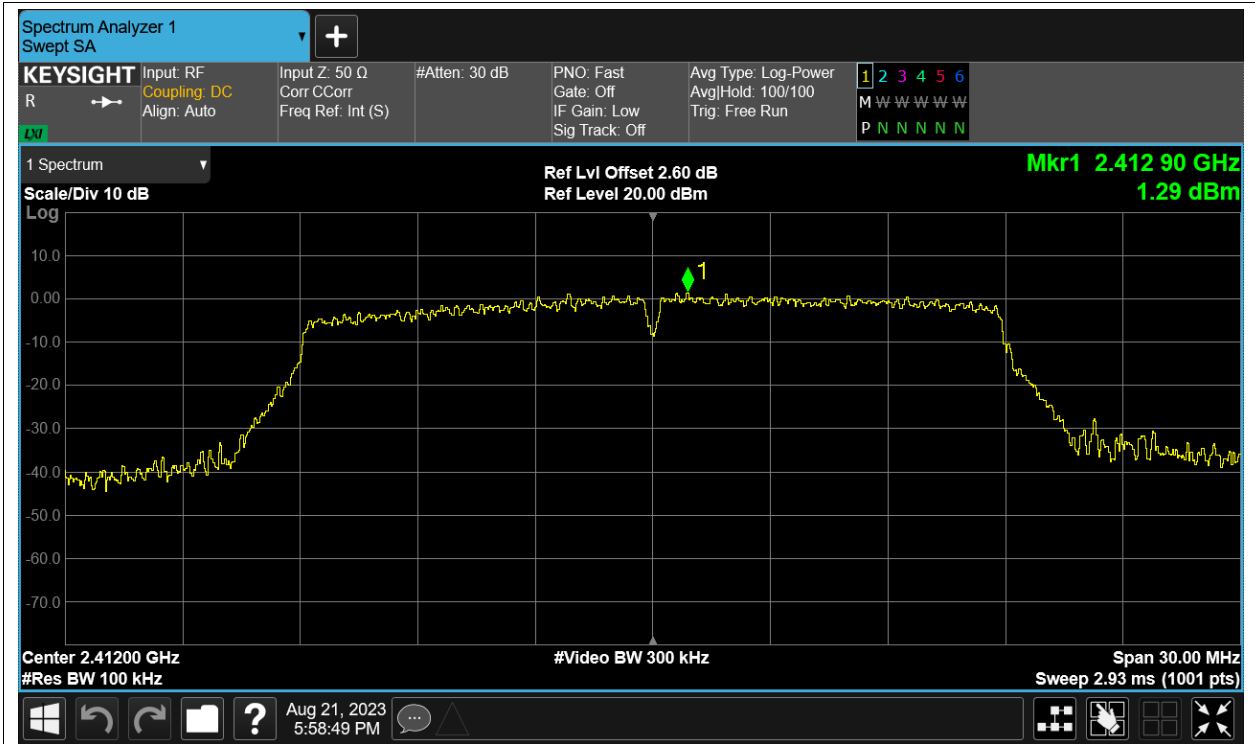 Spectrum Analyzer 1
Swept SA
KEYSIGHT
R
LXI
Input: RF
Coupling: DC
Align: Auto
Input Z: 50 Ω
Corr CCorr
Freq Ref: Int (S)
#Atten: 30 dB
PNO: Fast
Gate: Off
IF Gain: Low
Sig Track: Off
Avg Type: Log-Power
Avg|Hold: 100/100
Trig: Free Run
1 2 3 4 5 6
M W W W W W W
P N N N N N
1 Spectrum
Scale/Div 10 dB
Ref Lvl Offset 2.60 dB
Ref Level 20.00 dBm
Mkr1 2.412 90 GHz
1.29 dBm
Log
10.0
0.00
-10.0
-20.0
-30.0
-40.0
-50.0
-60.0
-70.0
1
Center 2.41200 GHz
#Res BW 100 kHz
#Video BW 300 kHz
Span 30.00 MHz
Sweep 2.93 ms (1001 pts)
?
Aug 21, 2023
5:58:49 PM